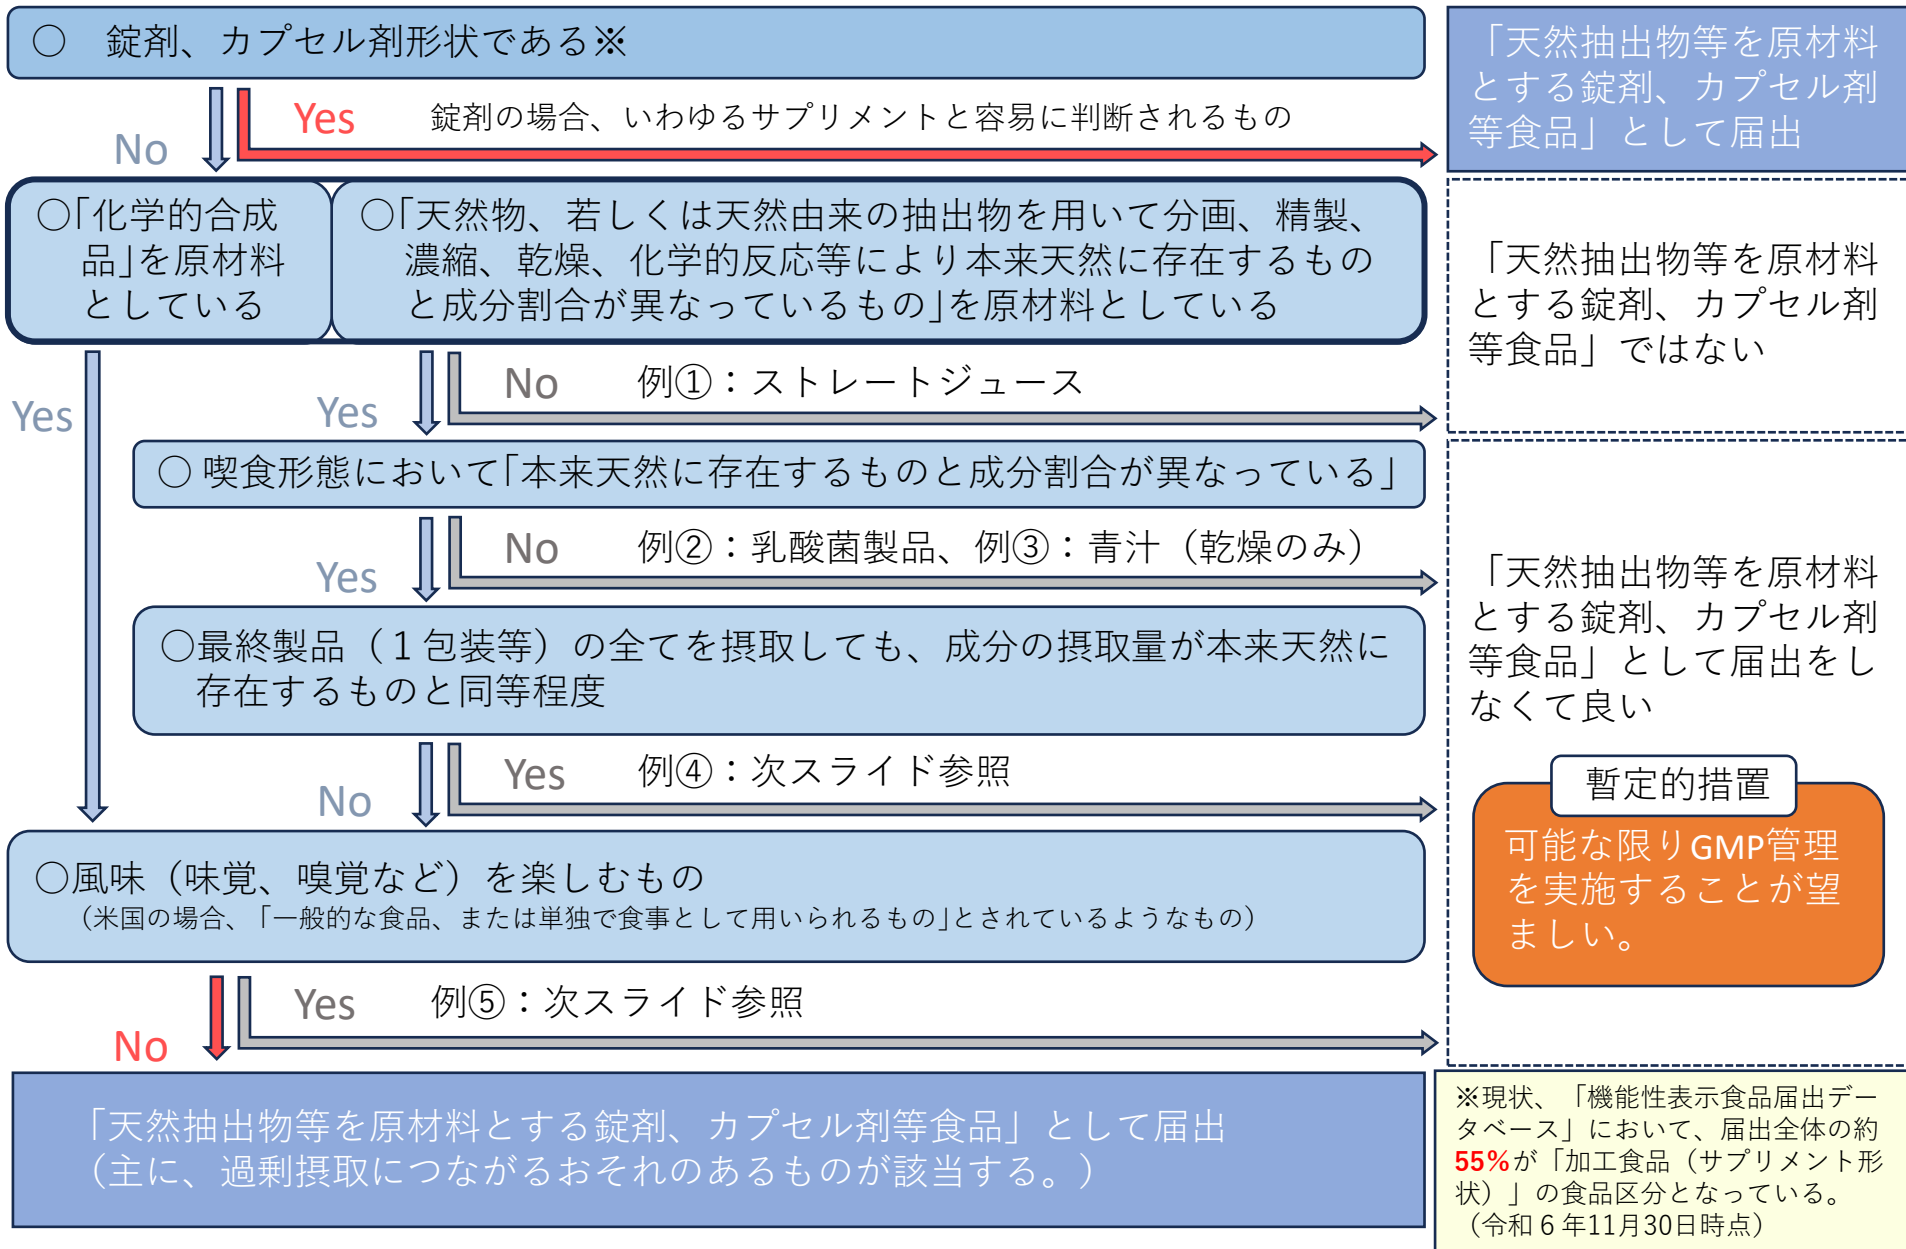 ○　錠剤、カプセル剤形状である※
Yes　錠剤の場合、いわゆるサプリメントと容易に判断されるもの
No
「天然抽出物等を原材料
とする錠剤、カプセル剤
等食品」として届出
○「化学的合成
品」を原材料
としている
○「天然物、若しくは天然由来の抽出物を用いて分画、精製、
濃縮、乾燥、化学的反応等により本来天然に存在するもの
と成分割合が異なっているもの」を原材料としている
「天然抽出物等を原材料
とする錠剤、カプセル剤
等食品」ではない
No　例①：ストレートジュース
Yes
Yes
○ 喫食形態において「本来天然に存在するものと成分割合が異なっている」
No　例②：乳酸菌製品、例③：青汁（乾燥のみ）
Yes
○最終製品（１包装等）の全てを摂取しても、成分の摂取量が本来天然に
存在するものと同等程度
「天然抽出物等を原材料
とする錠剤、カプセル剤
等食品」として届出をし
なくて良い
Yes　例④：次スライド参照
No
暫定的措置
可能な限りGMP管理
を実施することが望
ましい。
○風味（味覚、嗅覚など）を楽しむもの
（米国の場合、「一般的な食品、または単独で食事として用いられるもの」とされているようなもの）
Yes　例⑤：次スライド参照
No
「天然抽出物等を原材料とする錠剤、カプセル剤等食品」として届出
（主に、過剰摂取につながるおそれのあるものが該当する。）
※現状、「機能性表示食品届出デー
タベース」において、届出全体の約
55%が「加工食品（サプリメント形
状）」の食品区分となっている。
（令和６年11月30日時点）